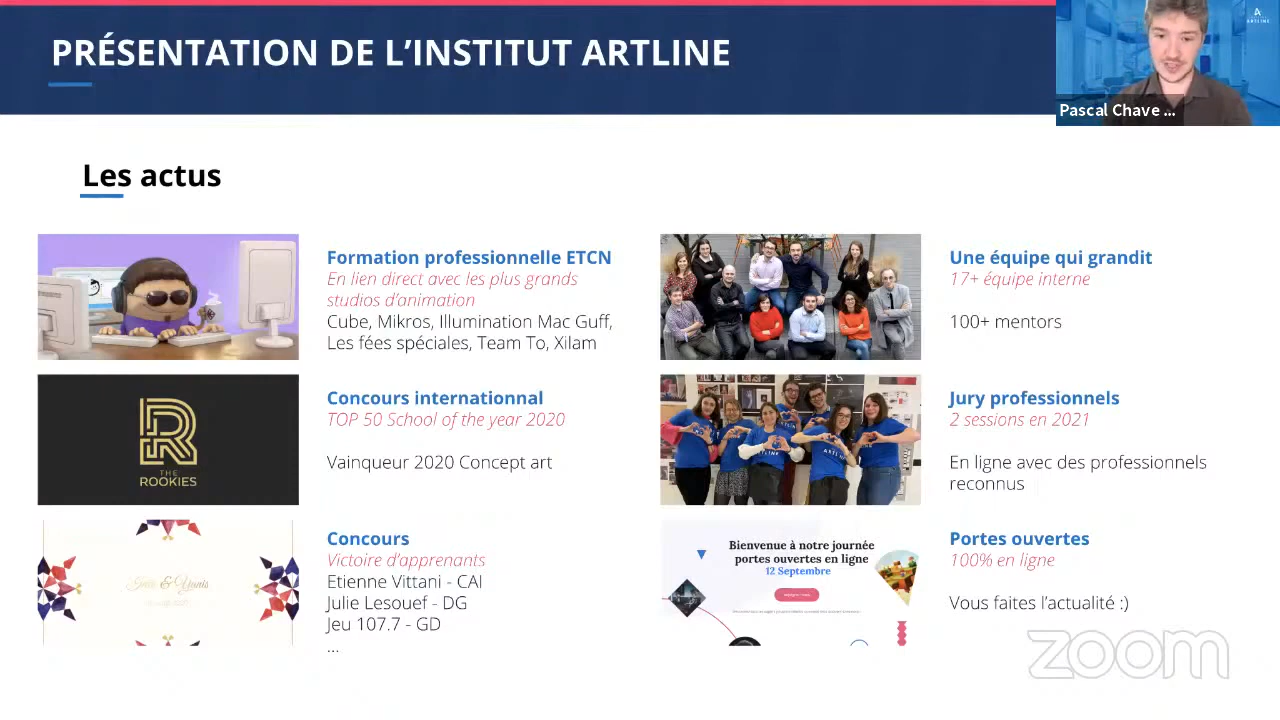 PRÉSENTATION DE L'INSTITUT ARTLINE
ARTLINE
Pascal Chave ...
Les actus
Formation professionnelle ETCN
En lien direct avec les plus grands
studios d'animation
Cube, Mikros, Illumination Mac Guff,
Les fées spéciales, Team To, Xilam
Une équipe qui grandit
17+ équipe interne
100+ mentors
THE
ROOKIES
Concours internationnal
TOP 50 School of the year 2020
Vainqueur 2020 Concept art
ARTLINE
Jury professionnels
2 sessions en 2021
En ligne avec des professionnels
reconnus
& Yanis
Concours
Victoire d'apprenants
Etienne Vittani - CAI
Julie Lesouef - DG
Jeu 107.7 - GD
...
Bienvenue à notre journée
portes ouvertes en ligne
12 Septembre
Portes ouvertes
100% en ligne
Vous faites l'actualité :)
zoom